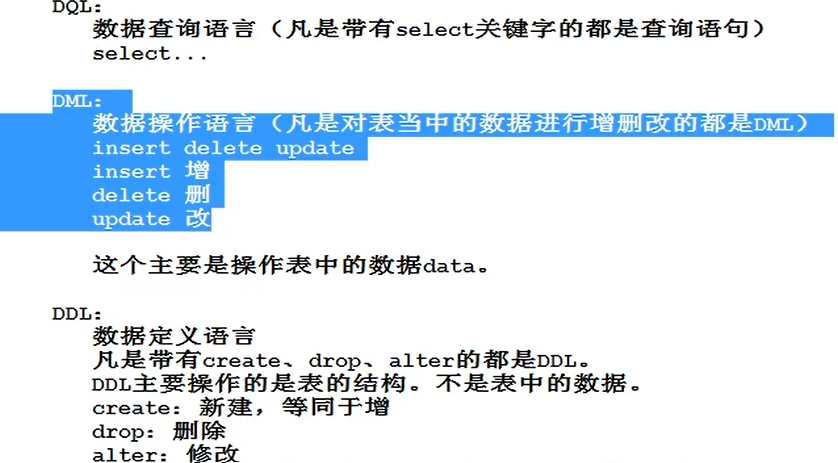 DQL:
数据查询语言（凡是带有select关键字的都是查询语句）
select...
DML:
数据操作语言（凡是对表当中的数据进行增删改的都是DML）
insert delete update
insert 增
delete 删
update 改
这个主要是操作表中的数据data。
DDL:
数据定义语言
凡是带有create、drop、alter的都是DDL。
DDL主要操作的是表的结构。不是表中的数据。
create: 新建，等同于增
drop: 删除
alter: 修改